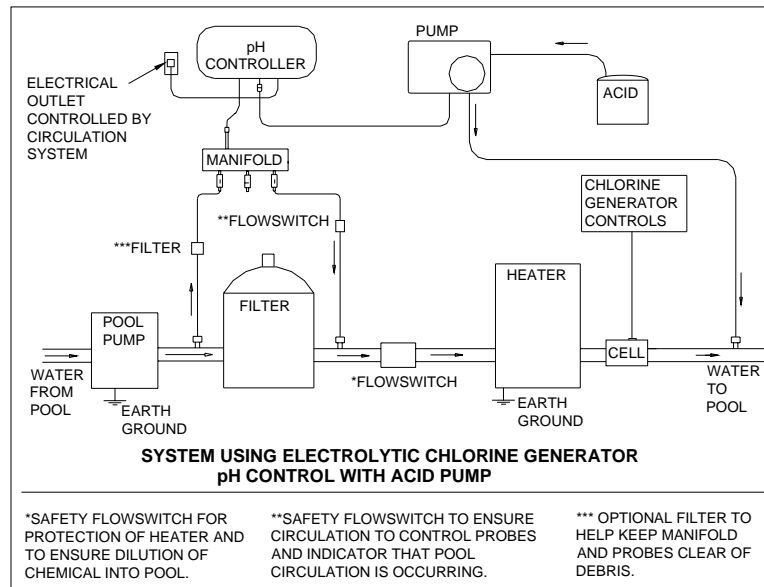 PUMP
pH
CONTROLLER
ELECTRICAL
OUTLET
CONTROLLED BY
CIRCULATION
SYSTEM
ACID
MANIFOLD
CHLORINE
GENERATOR
CONTROLS
**FLOWSWITCH
***FILTER
HEATER
FILTER
POOL
PUMP
CELL
WATER
FROM
POOL
*FLOWSWITCH
WATER
TO
POOL
EARTH
GROUND
EARTH
GROUND
SYSTEM USING ELECTROLYTIC CHLORINE GENERATOR
pH CONTROL WITH ACID PUMP
*SAFETY FLOWSWITCH FOR
PROTECTION OF HEATER AND
TO ENSURE DILUTION OF
CHEMICAL INTO POOL.
**SAFETY FLOWSWITCH TO ENSURE
CIRCULATION TO CONTROL PROBES
AND INDICATOR THAT POOL
CIRCULATION IS OCCURRING.
*** OPTIONAL FILTER TO
HELP KEEP MANIFOLD
AND PROBES CLEAR OF
DEBRIS.